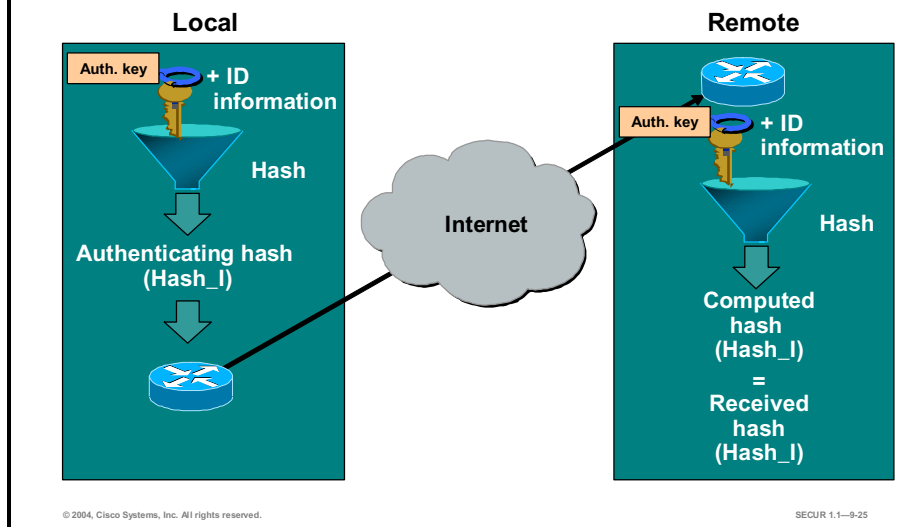 Local
Auth. key
+ ID
information
Hash
Authenticating hash
(Hash_I)
Internet
Remote
Auth. key
+ ID
information
Hash
Computed
hash
(Hash_I)
=
Received
hash
(Hash_I)
© 2004, Cisco Systems, Inc. All rights reserved.
SECUR 1.1—9-25